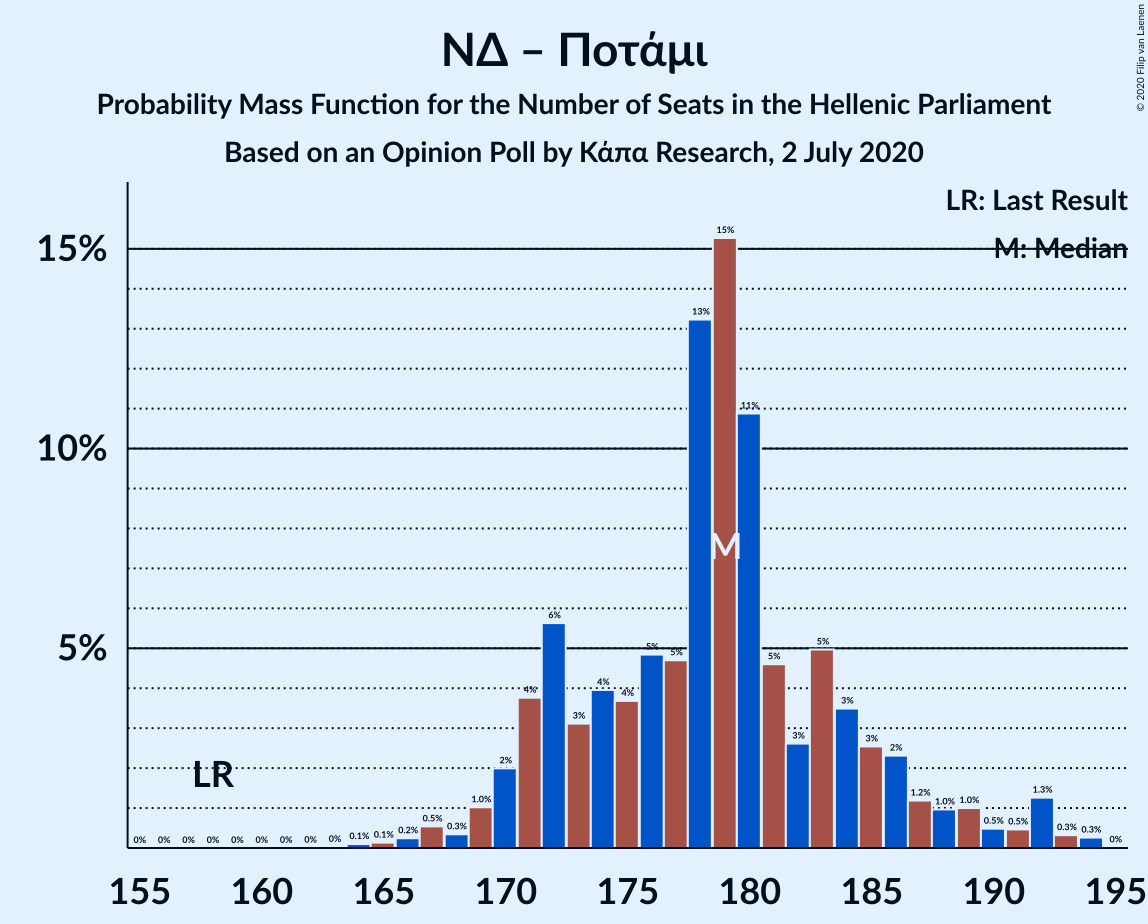 ΝΔ – Ποτάμι
Probability Mass Function for the Number of Seats in the Hellenic Parliament
Based on an Opinion Poll by Κάπα Research, 2 July 2020
© 2020 Filip van Laenen
LR: Last Result
M: Median
15%
10%
5%
LR
M
0% 0% 0% 0% 0% 0% 0% 0% 0% 0.1% 0.1% 0.2% 0.5% 0.3% 1.0% 2% 4% 6% 3% 4% 4% 5% 5% 13% 15% 11% 5% 3% 5% 3% 3% 2% 1.2% 1.0% 1.0% 0.5% 0.5% 1.3% 0.3% 0.3% 0%
155 160 165 170 175 180 185 190 195